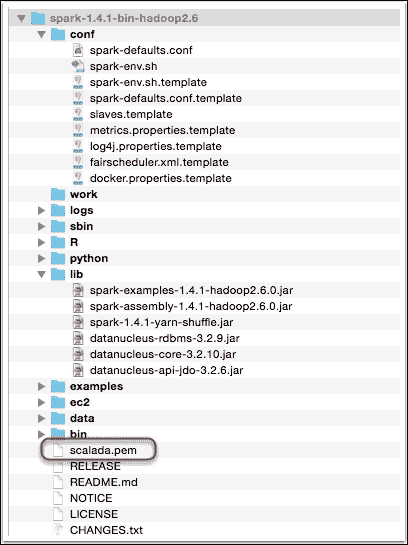 spark-1.4.1-bin-hadoop2.6
conf
spark-defaults.conf
spark-env.sh
spark-env.sh.template
spark-defaults.conf.template
slaves.template
metrics.properties.template
log4j.properties.template
fairscheduler.xml.template
docker.properties.template
work
logs
sbin
R
python
lib
spark-examples-1.4.1-hadoop2.6.0.jar
spark-assembly-1.4.1-hadoop2.6.0.jar
spark-1.4.1-yarn-shuffle.jar
datanucleus-rdbms-3.2.9.jar
datanucleus-core-3.2.10.jar
datanucleus-api-jdo-3.2.6.jar
examples
ec2
data
bin
scalada.pem
RELEASE
README.md
NOTICE
LICENSE
CHANGES.txt